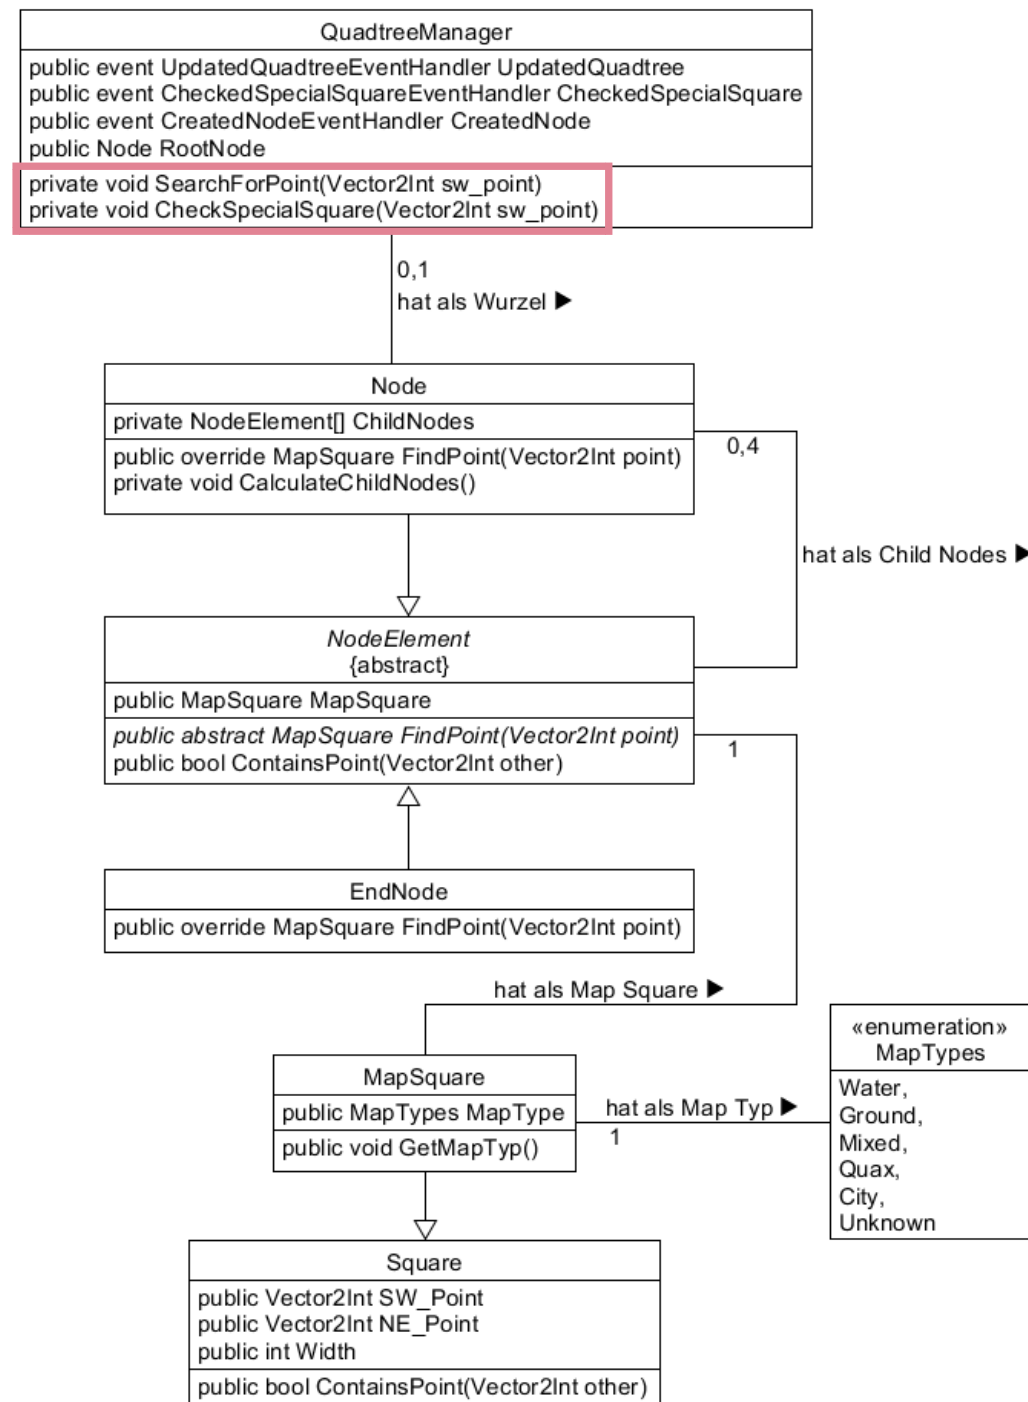 QuadtreeManager
public event UpdatedQuadtreeEventHandler UpdatedQuadtree
public event CheckedSpecialSquareEventHandler CheckedSpecialSquare
public event CreatedNodeEventHandler CreatedNode
public Node RootNode
private void SearchForPoint(Vector2Int sw_point)
private void CheckSpecialSquare(Vector2Int sw_point)
0,1
hat als Wurzel ▶
Node
private NodeElement[] ChildNodes
public override MapSquare FindPoint(Vector2Int point)
private void CalculateChildNodes()
0,4
hat als Child Nodes ▶
NodeElement
{abstract}
public MapSquare MapSquare
public abstract MapSquare FindPoint(Vector2Int point)
public bool ContainsPoint(Vector2Int other)
1
EndNode
public override MapSquare FindPoint(Vector2Int point)
hat als Map Square ▶
MapSquare
public MapTypes MapType
public void GetMapTyp()
hat als Map Typ ▶
1
«enumeration»
MapTypes
Water,
Ground,
Mixed,
Quax,
City,
Unknown
Square
public Vector2Int SW_Point
public Vector2Int NE_Point
public int Width
public bool ContainsPoint(Vector2Int other)